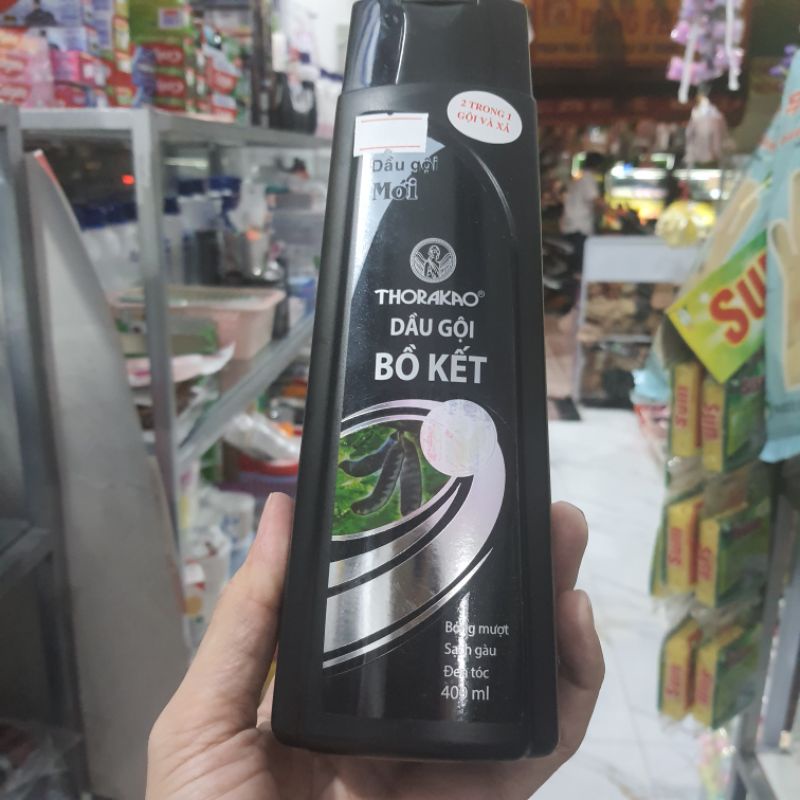 2 TRONG 1
GỘI VÀ XẢ
Dầu gội
Mới
THORAKAO®
DẦU GỘI
BỒ KẾT
Bóng mượt
Sạch gàu
Đen tóc
400 ml
Sun